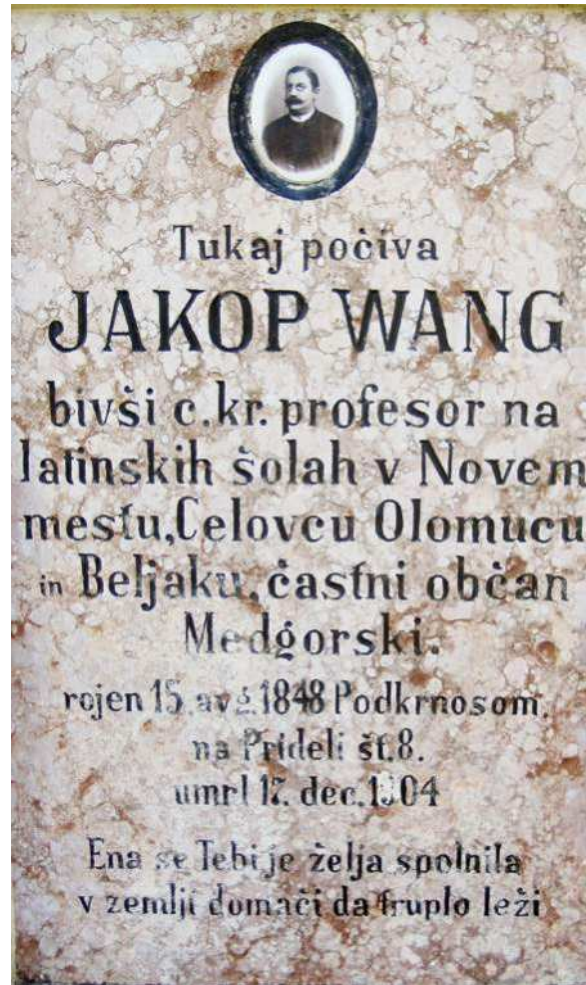 Tukaj počiva
JAKOP WANG
bivši c.kr. profesor na
latinskih šolah v Novem
mestu, Celovcu Olomucu
in Beljaku, častni občan
Medgorski.
rojen 15. avg. 1848 Podkrnosom.
na Prideli št. 8.
umrl 17. dec. 1904
Ena se Tebi je želja spolnila
v zemlji domači da truplo leži